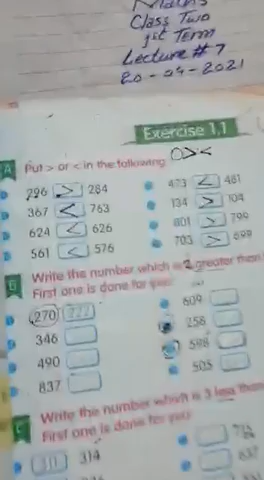 Maths
Class Two
1st Term
Lecture # 7
20-04-2021
Exercise 1.1
A Put > or < in the following. > <
296 > 284
473 < 481
367 < 763
134 > 104
624 < 626
801 > 799
561 < 576
703 > 699
B Write the number which is 2 greater than
First one is done for you:
270 272
609
346
256
490
598
837
505
C Write the number which is 3 less than
First one is done for you:
311 314